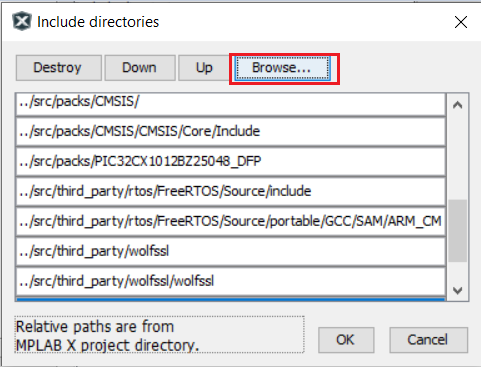 Include directories
Destroy Down Up Browse...
../src/packs/CMSIS/
../src/packs/CMSIS/CMSIS/Core/Include
../src/packs/PIC32CX1012BZ25048_DFP
../src/third_party/rtos/FreeRTOS/Source/include
../src/third_party/rtos/FreeRTOS/Source/portable/GCC/SAM/ARM_CM
../src/third_party/wolfssl
../src/third_party/wolfssl/wolfssl
Relative paths are from
MPLAB X project directory.
OK Cancel